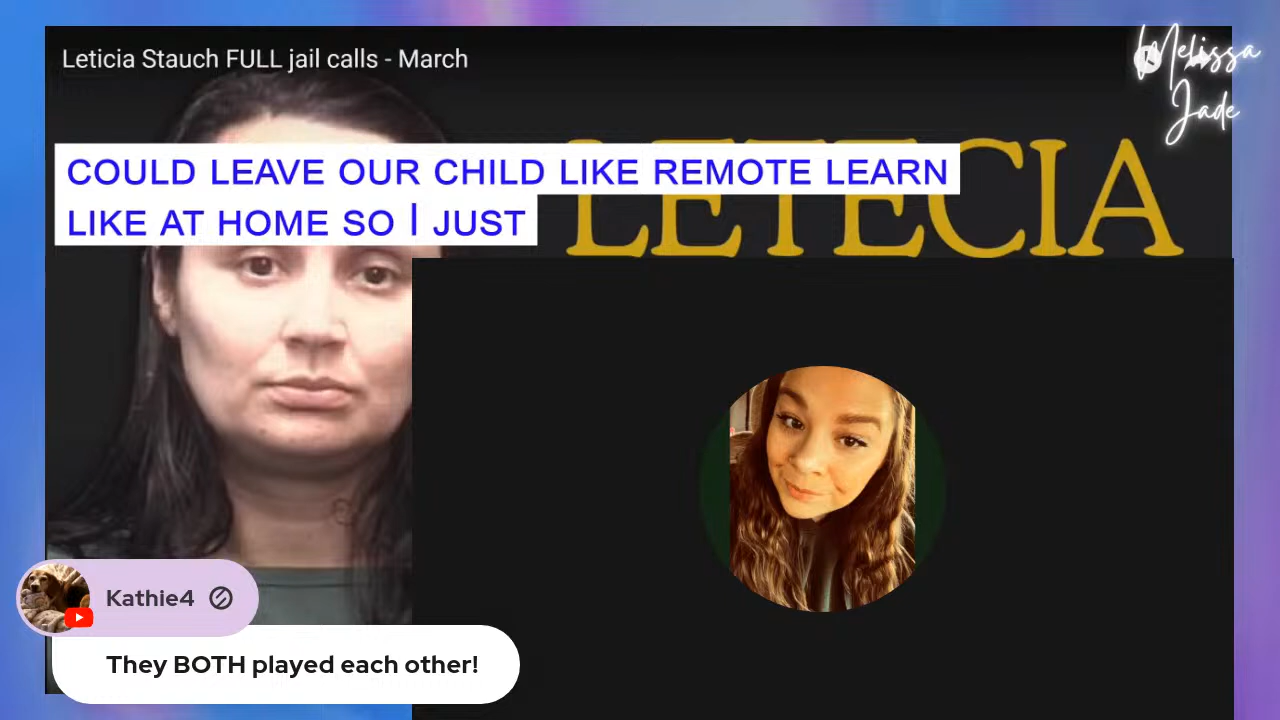 Leticia Stauch FULL jail calls - March
Melissa
Jade
COULD LEAVE OUR CHILD LIKE REMOTE LEARN
LIKE AT HOME SO I JUST
LETECIA
Kathie4
They BOTH played each other!